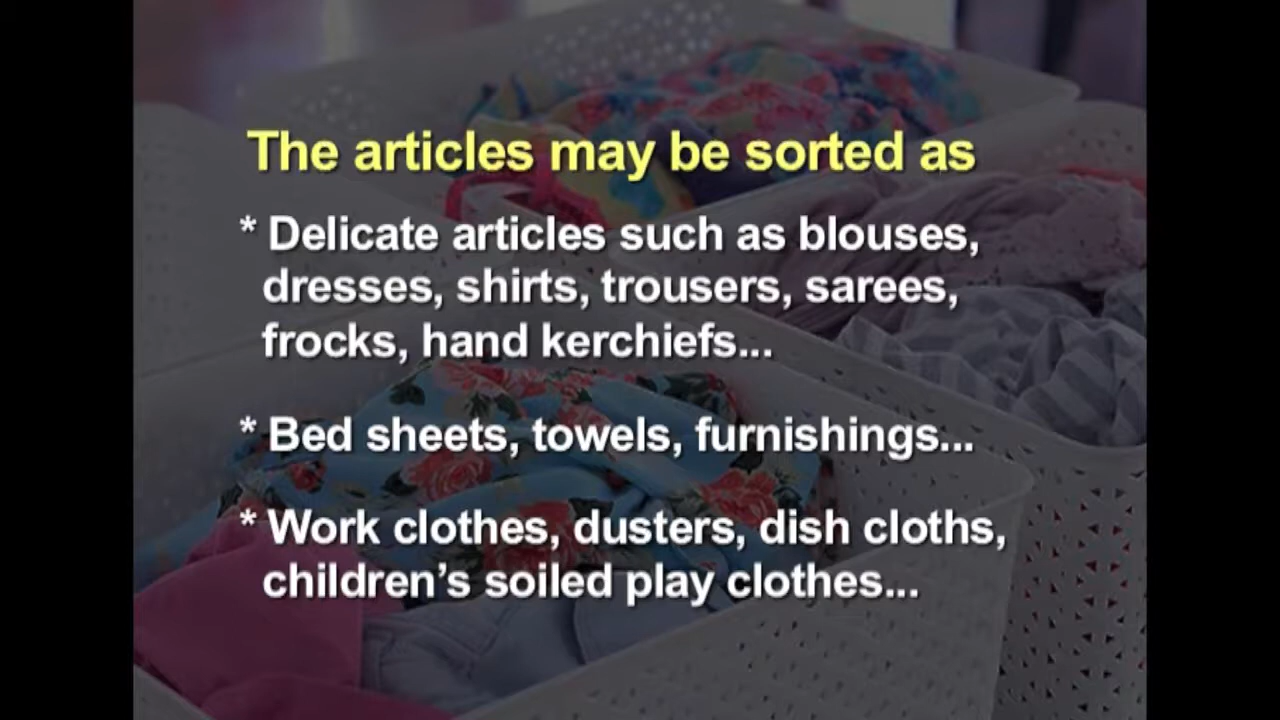 The articles may be sorted as
* Delicate articles such as blouses,
dresses, shirts, trousers, sarees,
frocks, hand kerchiefs...
* Bed sheets, towels, furnishings...
* Work clothes, dusters, dish cloths,
children’s soiled play clothes...